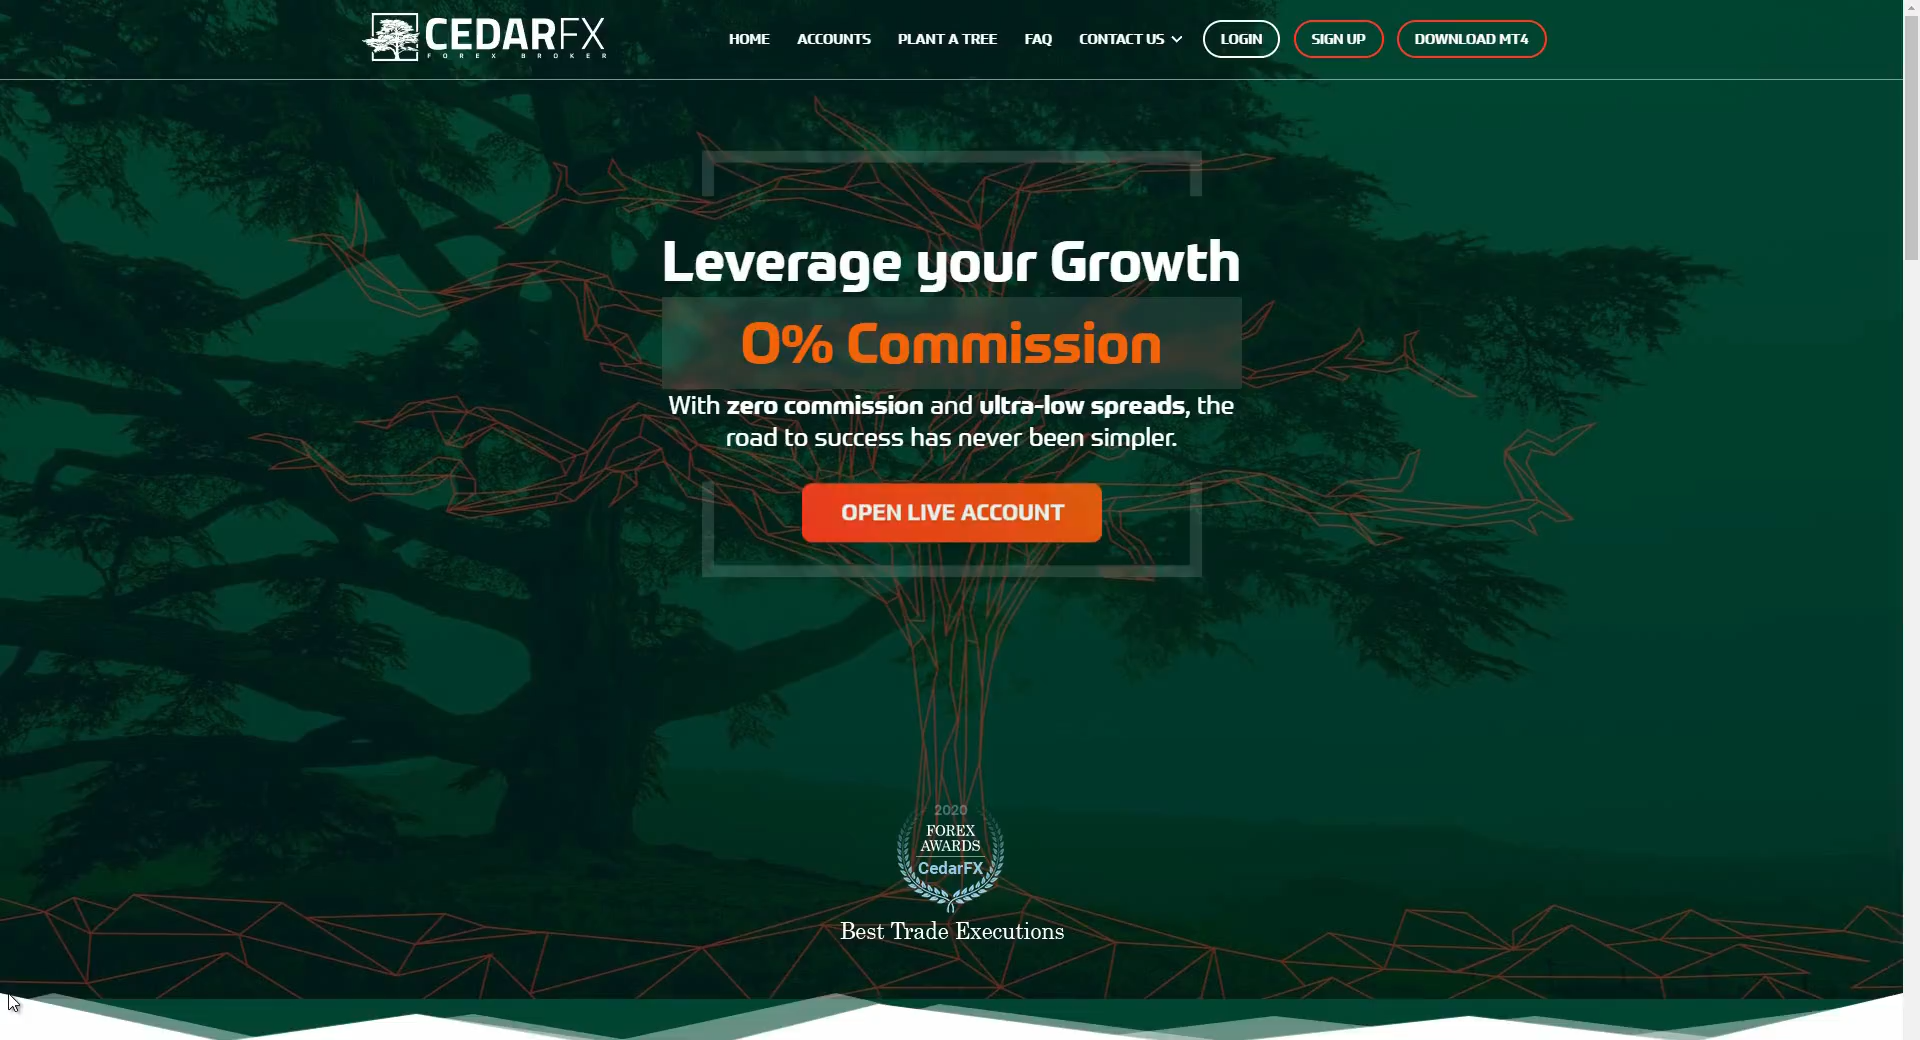 CEDARFX
FOREX BROKER
HOME ACCOUNTS PLANT A TREE FAQ CONTACT US LOGIN SIGN UP DOWNLOAD MT4
Leverage your Growth
0% Commission
With zero commission and ultra-low spreads, the
road to success has never been simpler.
OPEN LIVE ACCOUNT
2020
FOREX
AWARDS
CedarFX
Best Trade Executions